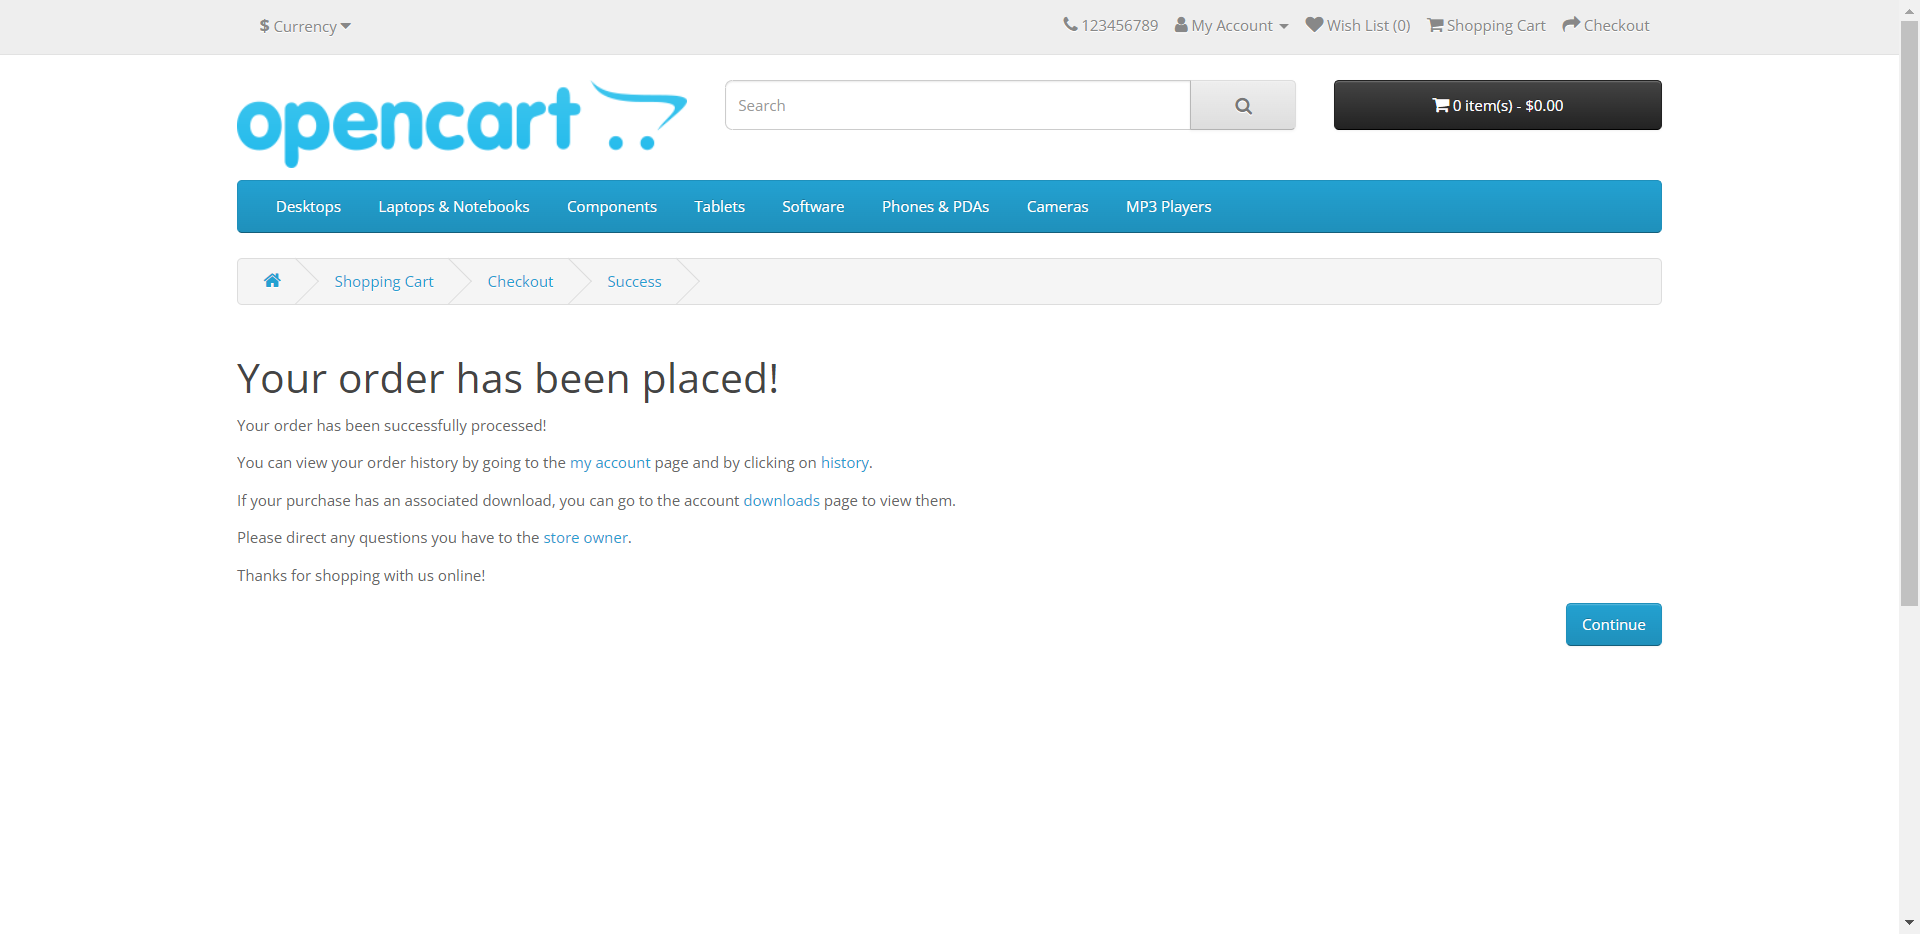 $ Currency
123456789 My Account Wish List (0) Shopping Cart Checkout
opencart
Search
0 item(s) - $0.00
Desktops Laptops & Notebooks Components Tablets Software Phones & PDAs Cameras MP3 Players
Shopping Cart Checkout Success
Your order has been placed!
Your order has been successfully processed!
You can view your order history by going to the my account page and by clicking on history.
If your purchase has an associated download, you can go to the account downloads page to view them.
Please direct any questions you have to the store owner.
Thanks for shopping with us online!
Continue